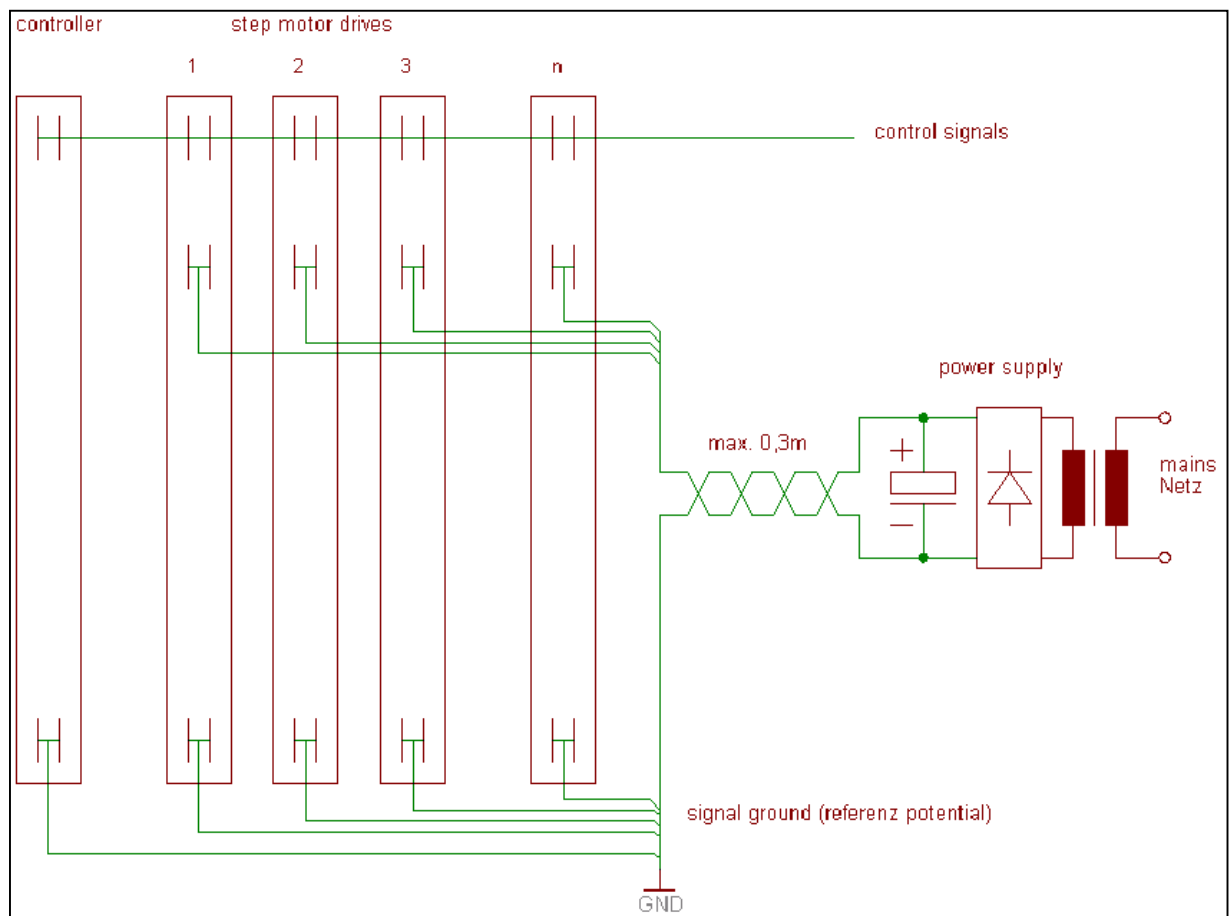 controller
step motor drives
1
2
3
n
control signals
power supply
max. 0,3m
+
−
mains
Netz
signal ground (referenz potential)
GND